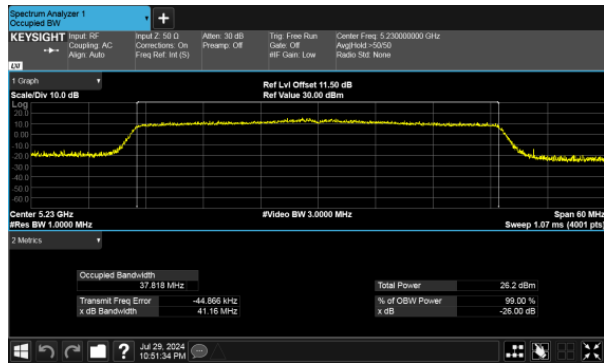 Spectrum Analyzer 1
Occupied BW
KEYSIGHT Input: RF Input Z: 50 Ω Atten: 30 dB Trig: Free Run Center Freq: 5.230000000 GHz
Coupling: AC Corrections: On Preamp: Off Gate: Off Avg|Hold:>50/50
Align: Auto Freq Ref: Int (S) #IF Gain: Low Radio Std: None
LXI
1 Graph Ref Lvl Offset 11.50 dB
Scale/Div 10.0 dB Ref Value 30.00 dBm
Log
20.0
10.0
0.00
-10.0
-20.0
-30.0
-40.0
-50.0
-60.0
Center 5.23 GHz #Video BW 3.0000 MHz Span 60 MHz
#Res BW 1.0000 MHz Sweep 1.07 ms (4001 pts)
2 Metrics
Occupied Bandwidth
37.818 MHz Total Power 26.2 dBm
Transmit Freq Error -44.866 kHz % of OBW Power 99.00 %
x dB Bandwidth 41.16 MHz x dB -26.00 dB
? Jul 29, 2024
10:51:34 PM